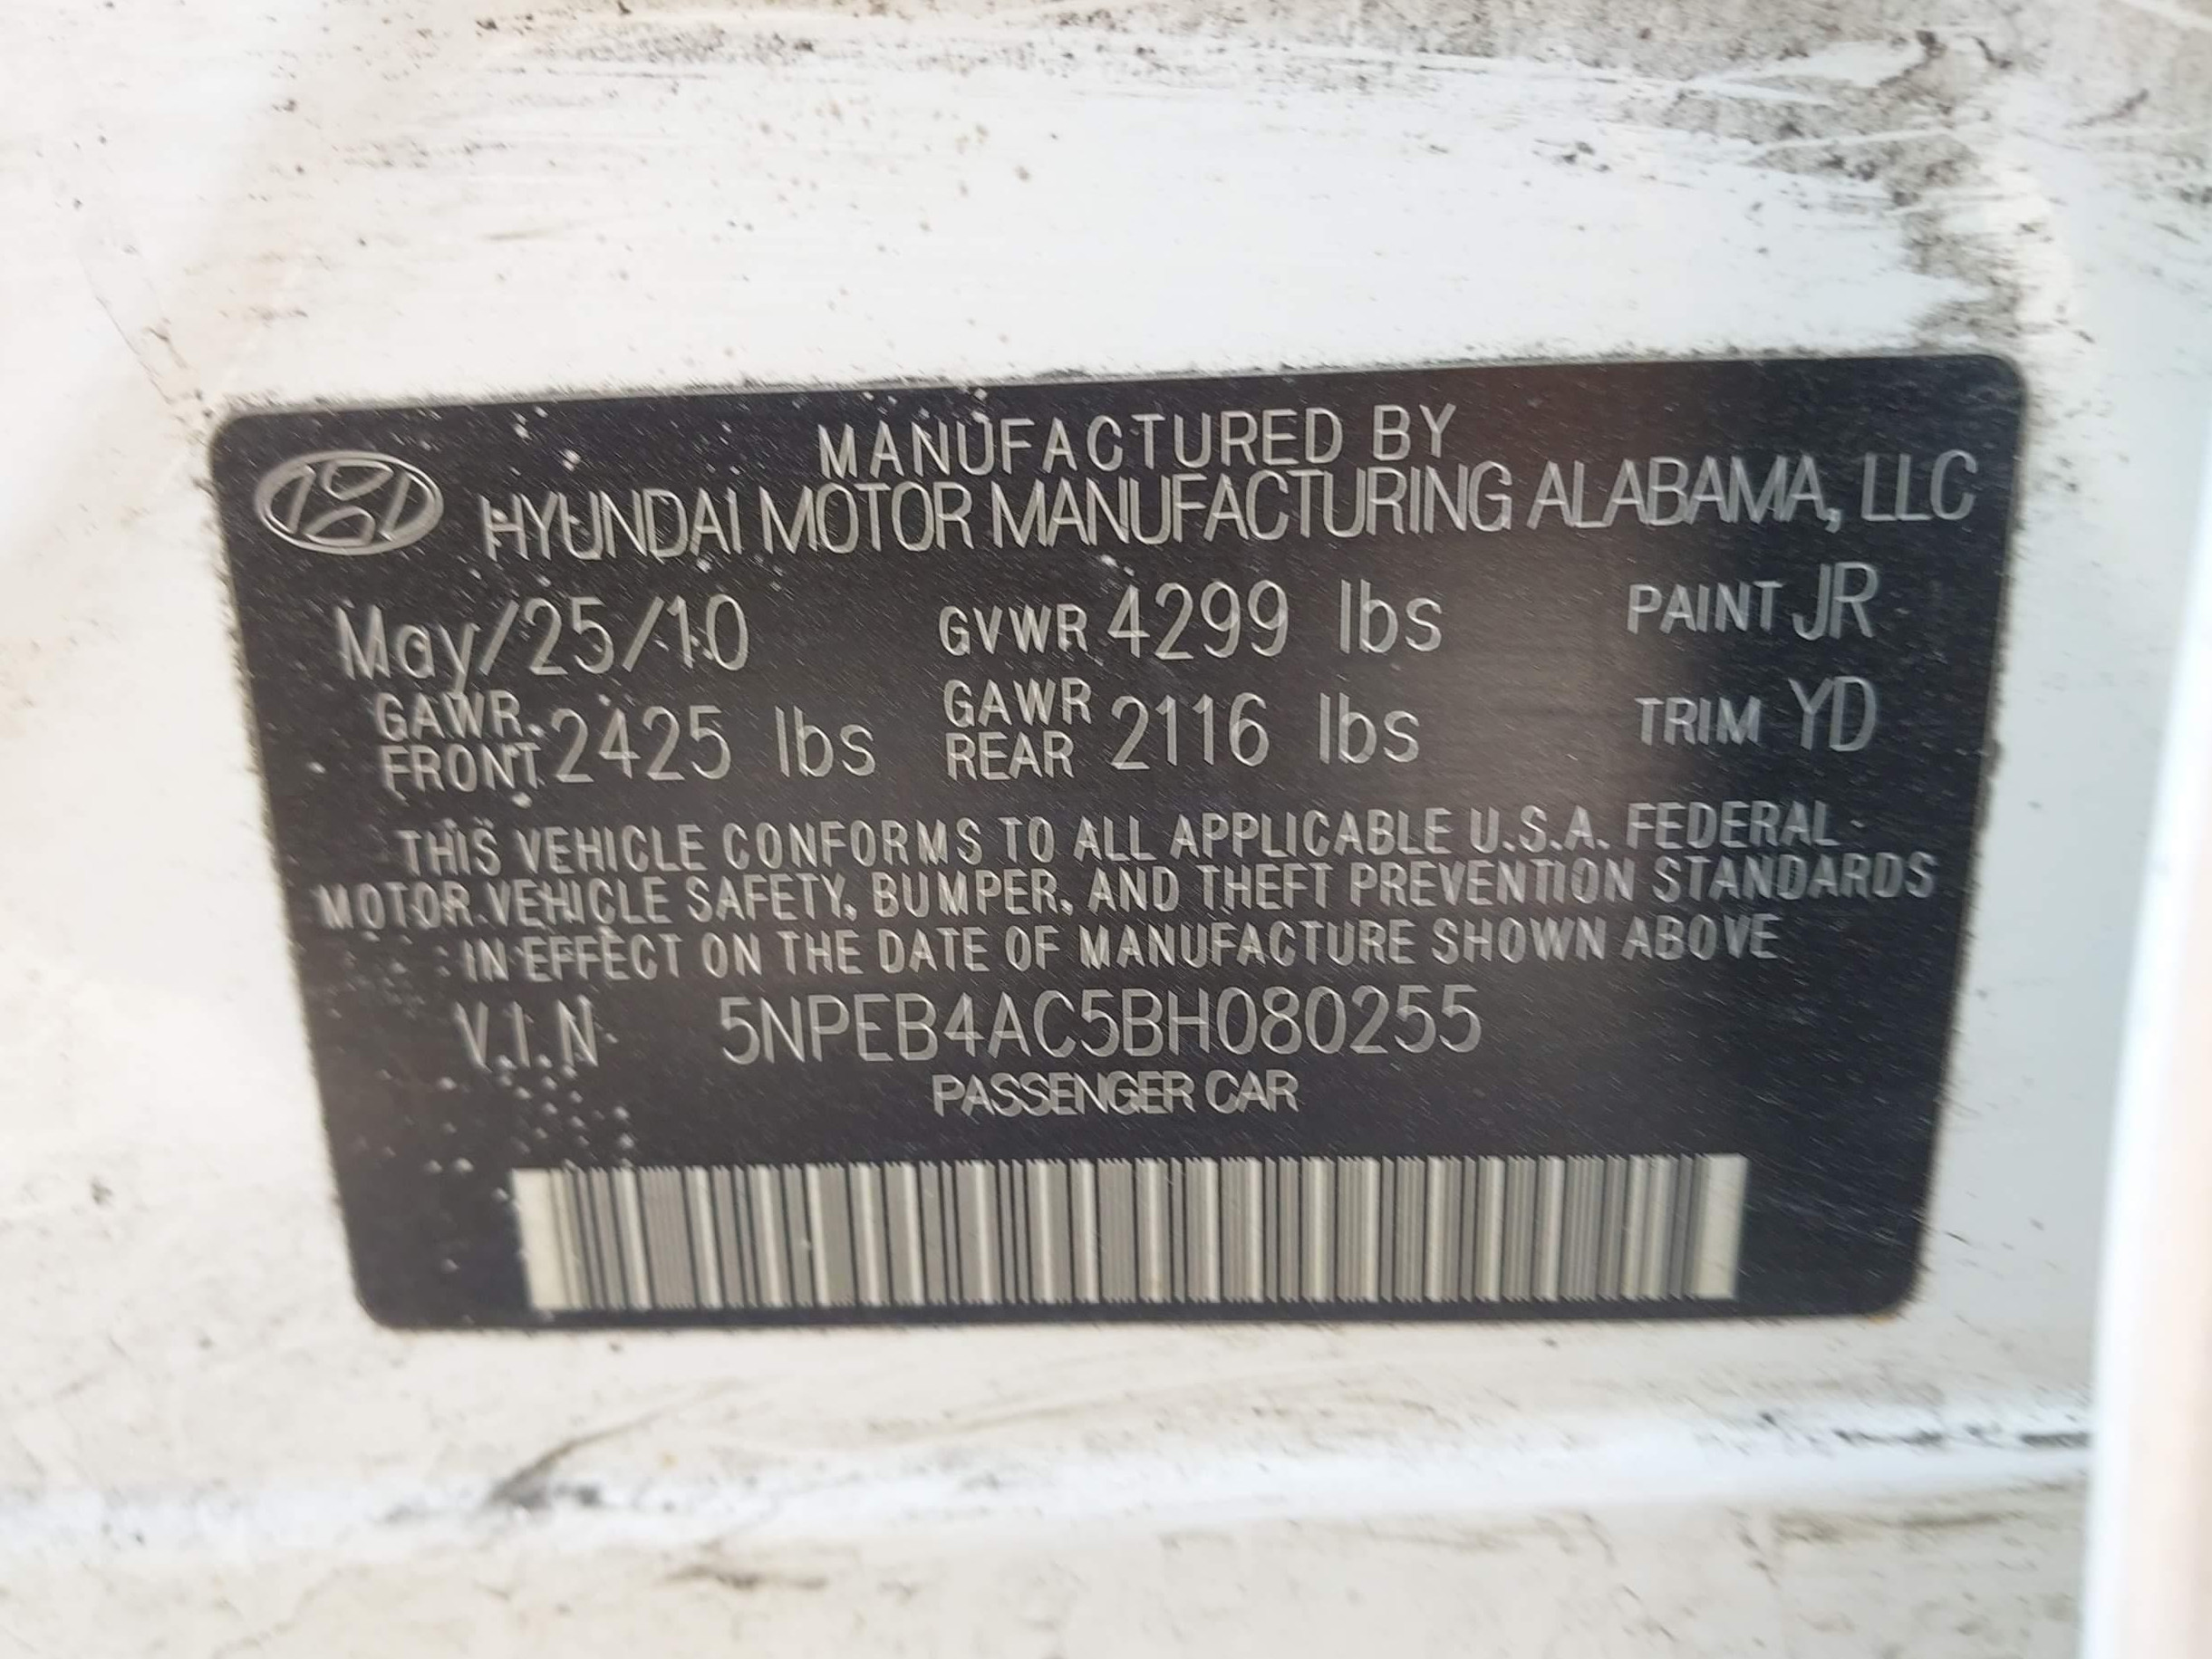 MANUFACTURED BY
HYUNDAI MOTOR MANUFACTURING ALABAMA, LLC
May/25/10 GVWR 4299 lbs PAINT JR
GAWR FRONT 2425 lbs GAWR REAR 2116 lbs TRIM YD
THIS VEHICLE CONFORMS TO ALL APPLICABLE U.S.A. FEDERAL
MOTOR VEHICLE SAFETY, BUMPER, AND THEFT PREVENTION STANDARDS
IN EFFECT ON THE DATE OF MANUFACTURE SHOWN ABOVE
V.I.N 5NPEB4AC5BH080255
PASSENGER CAR